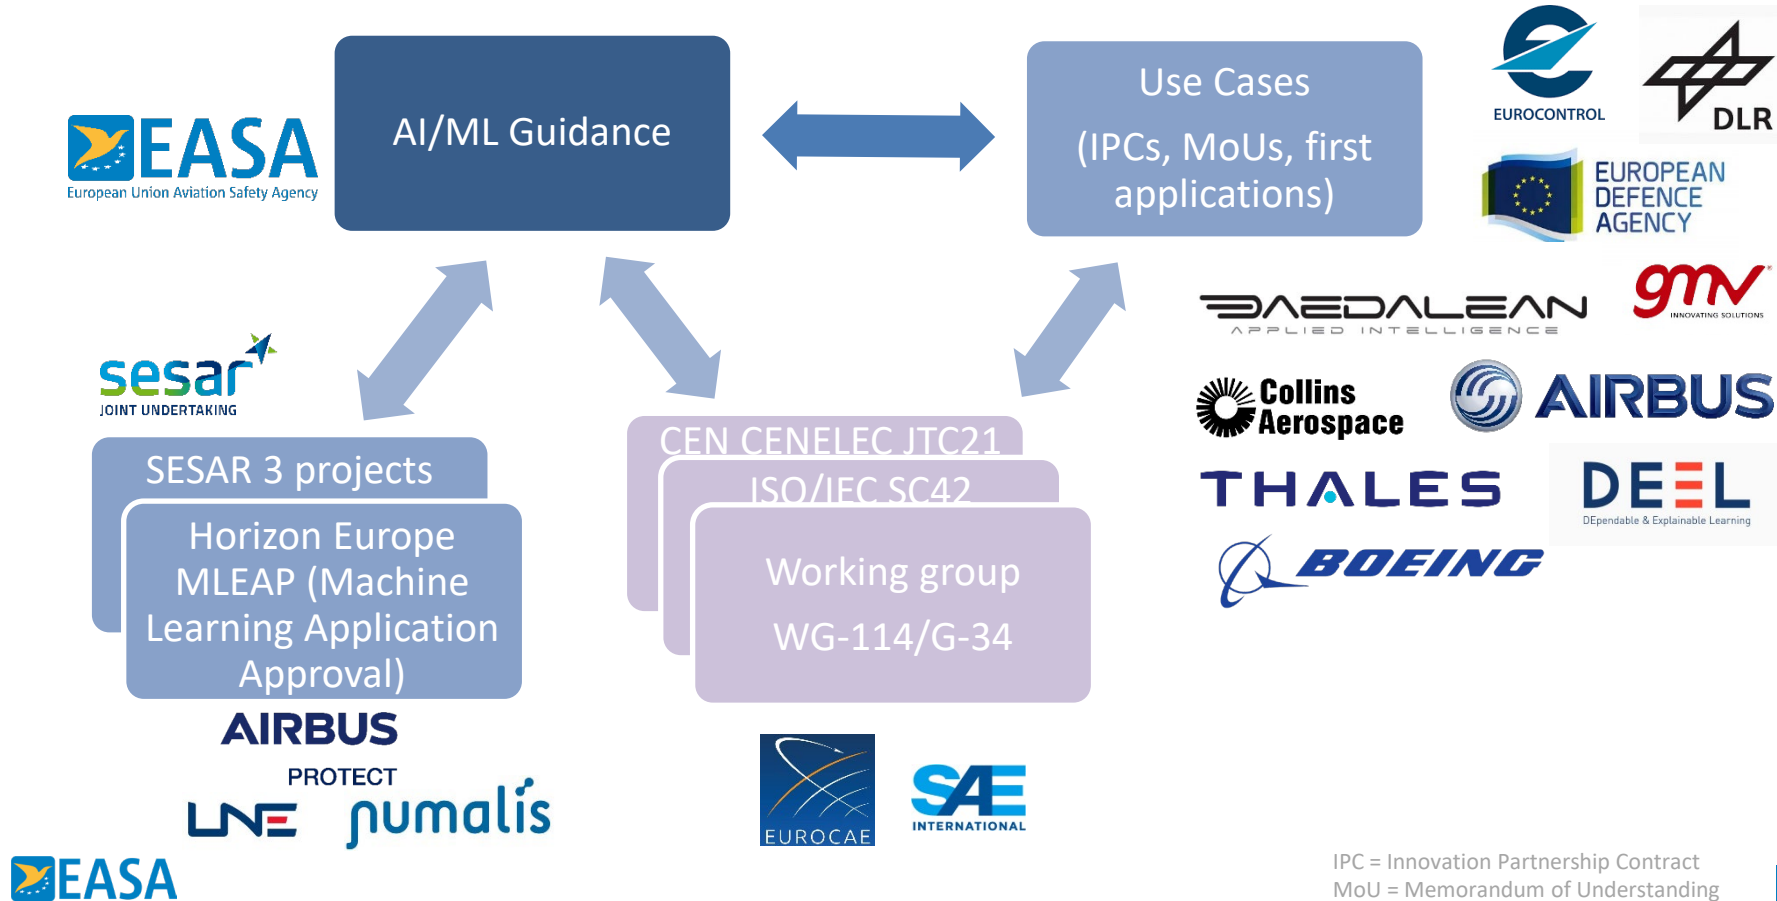 EASA
European Union Aviation Safety Agency
AI/ML Guidance
Use Cases
(IPCs, MoUs, first
applications)
EUROCONTROL
DLR
EUROPEAN
DEFENCE
AGENCY
DAEDALEAN
APPLIED INTELLIGENCE
gmv
INNOVATING SOLUTIONS
Collins
Aerospace
AIRBUS
THALES
DEEL
DEpendable & Explainable Learning
BOEING
sesar
JOINT UNDERTAKING
SESAR 3 projects
Horizon Europe
MLEAP (Machine
Learning Application
Approval)
CEN CENELEC JTC21
ISO/IEC SC42
Working group
WG-114/G-34
AIRBUS
PROTECT
LNE
numalis
EUROCAE
SAE
INTERNATIONAL
EASA
IPC = Innovation Partnership Contract
MoU = Memorandum of Understanding